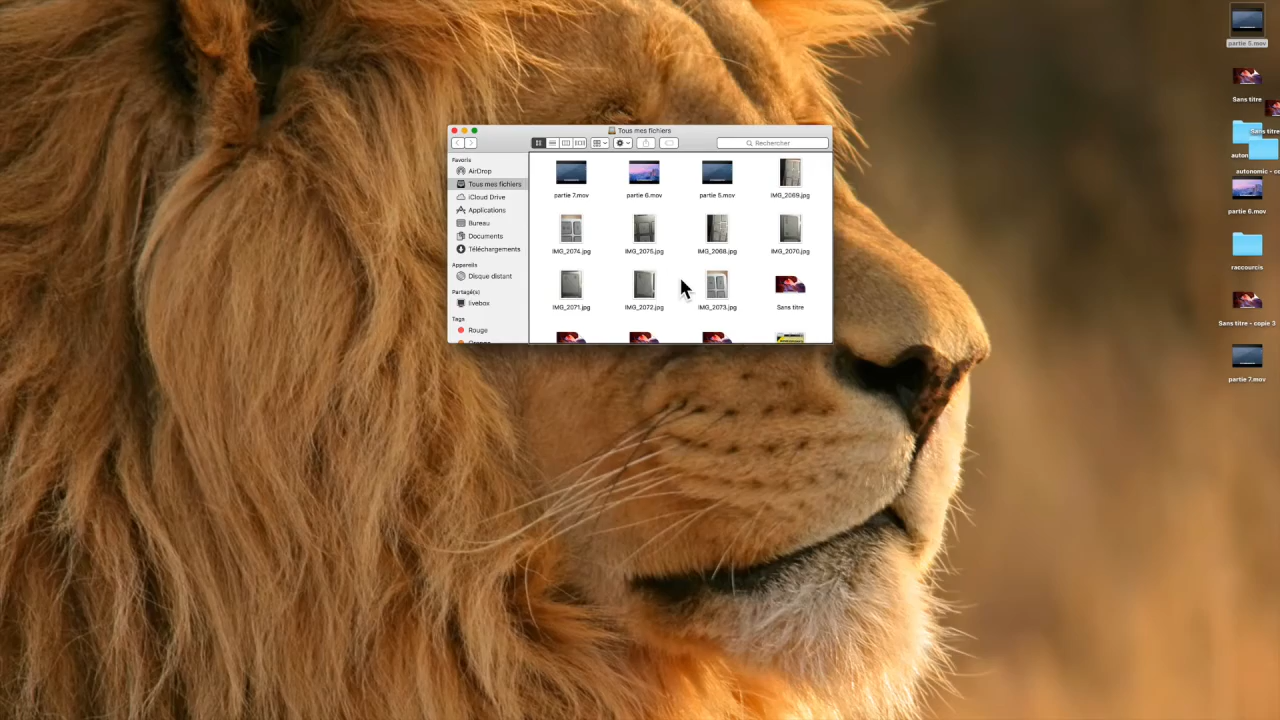 Tous mes fichiers
Rechercher
Favoris
AirDrop
Tous mes fichiers
iCloud Drive
Applications
Bureau
Documents
Téléchargements
Appareils
Disque distant
Partagé(s)
livebox
Tags
Rouge
partie 7.mov
partie 6.mov
partie 5.mov
IMG_2069.jpg
IMG_2074.jpg
IMG_2075.jpg
IMG_2068.jpg
IMG_2070.jpg
IMG_2071.jpg
IMG_2072.jpg
IMG_2073.jpg
Sans titre
partie 5.mov
Sans titre
Sans titre
autonomic - co
partie 6.mov
raccourcis
Sans titre - copie 3
partie 7.mov